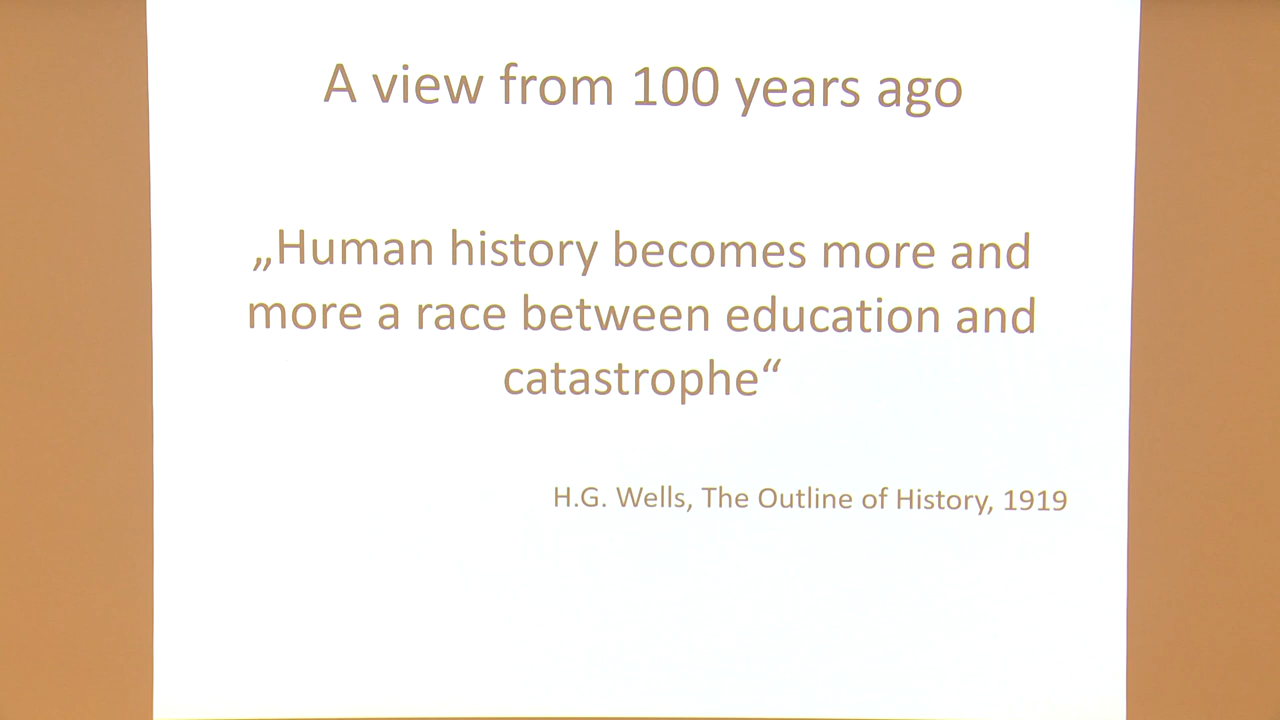 A view from 100 years ago
„Human history becomes more and
more a race between education and
catastrophe“
H.G. Wells, The Outline of History, 1919